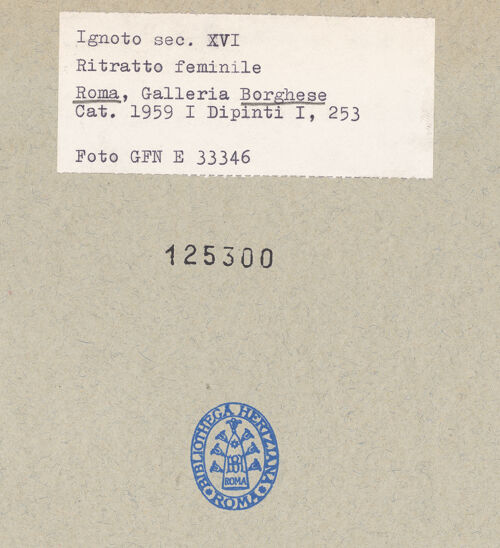 Ignoto sec. XVI
Ritratto feminile
Roma, Galleria Borghese
Cat. 1959 I Dipinti I, 253
Foto GFN E 33346
125300
BIBLIOTHECA HERTZIANA
ROMA
ROMA